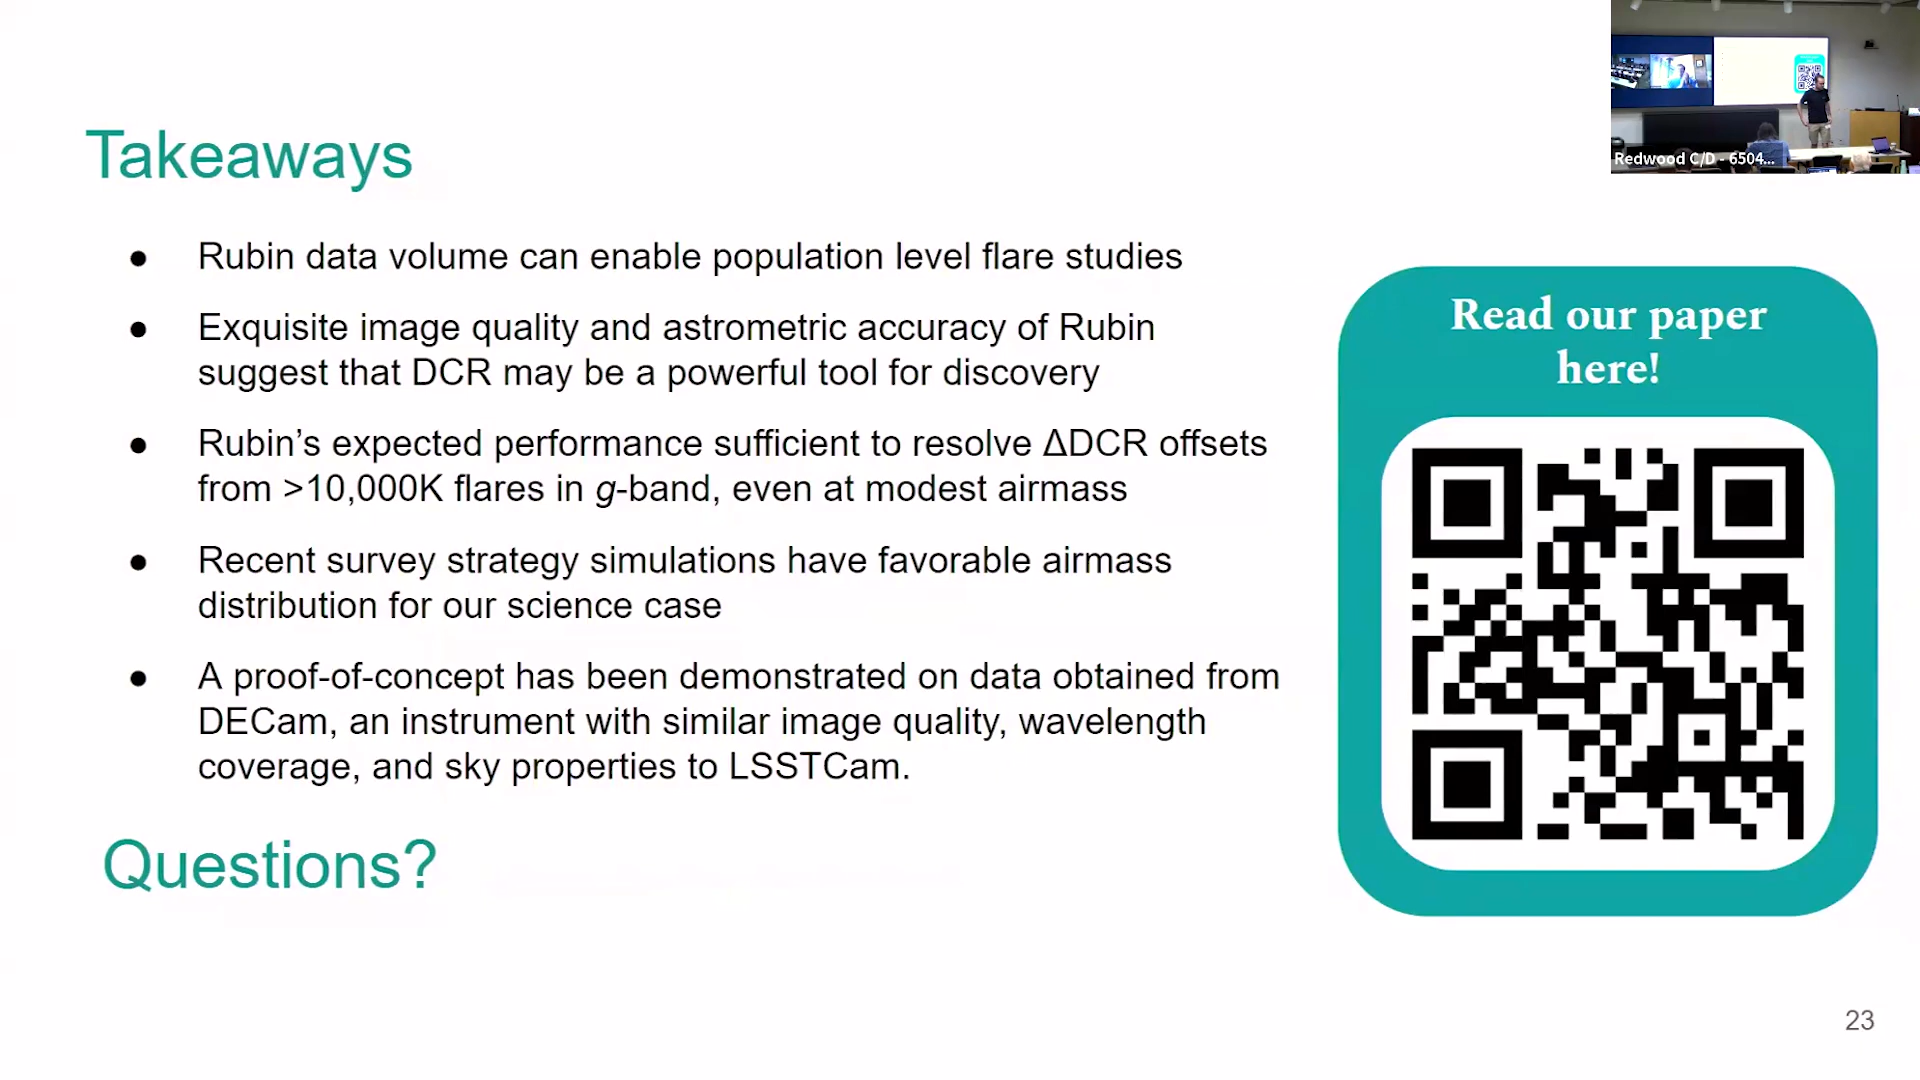 Redwood C/D - 6504...
Takeaways
● Rubin data volume can enable population level flare studies
● Exquisite image quality and astrometric accuracy of Rubin
suggest that DCR may be a powerful tool for discovery
● Rubin’s expected performance sufficient to resolve ΔDCR offsets
from >10,000K flares in g-band, even at modest airmass
● Recent survey strategy simulations have favorable airmass
distribution for our science case
● A proof-of-concept has been demonstrated on data obtained from
DECam, an instrument with similar image quality, wavelength
coverage, and sky properties to LSSTCam.
Questions?
Read our paper
here!
23